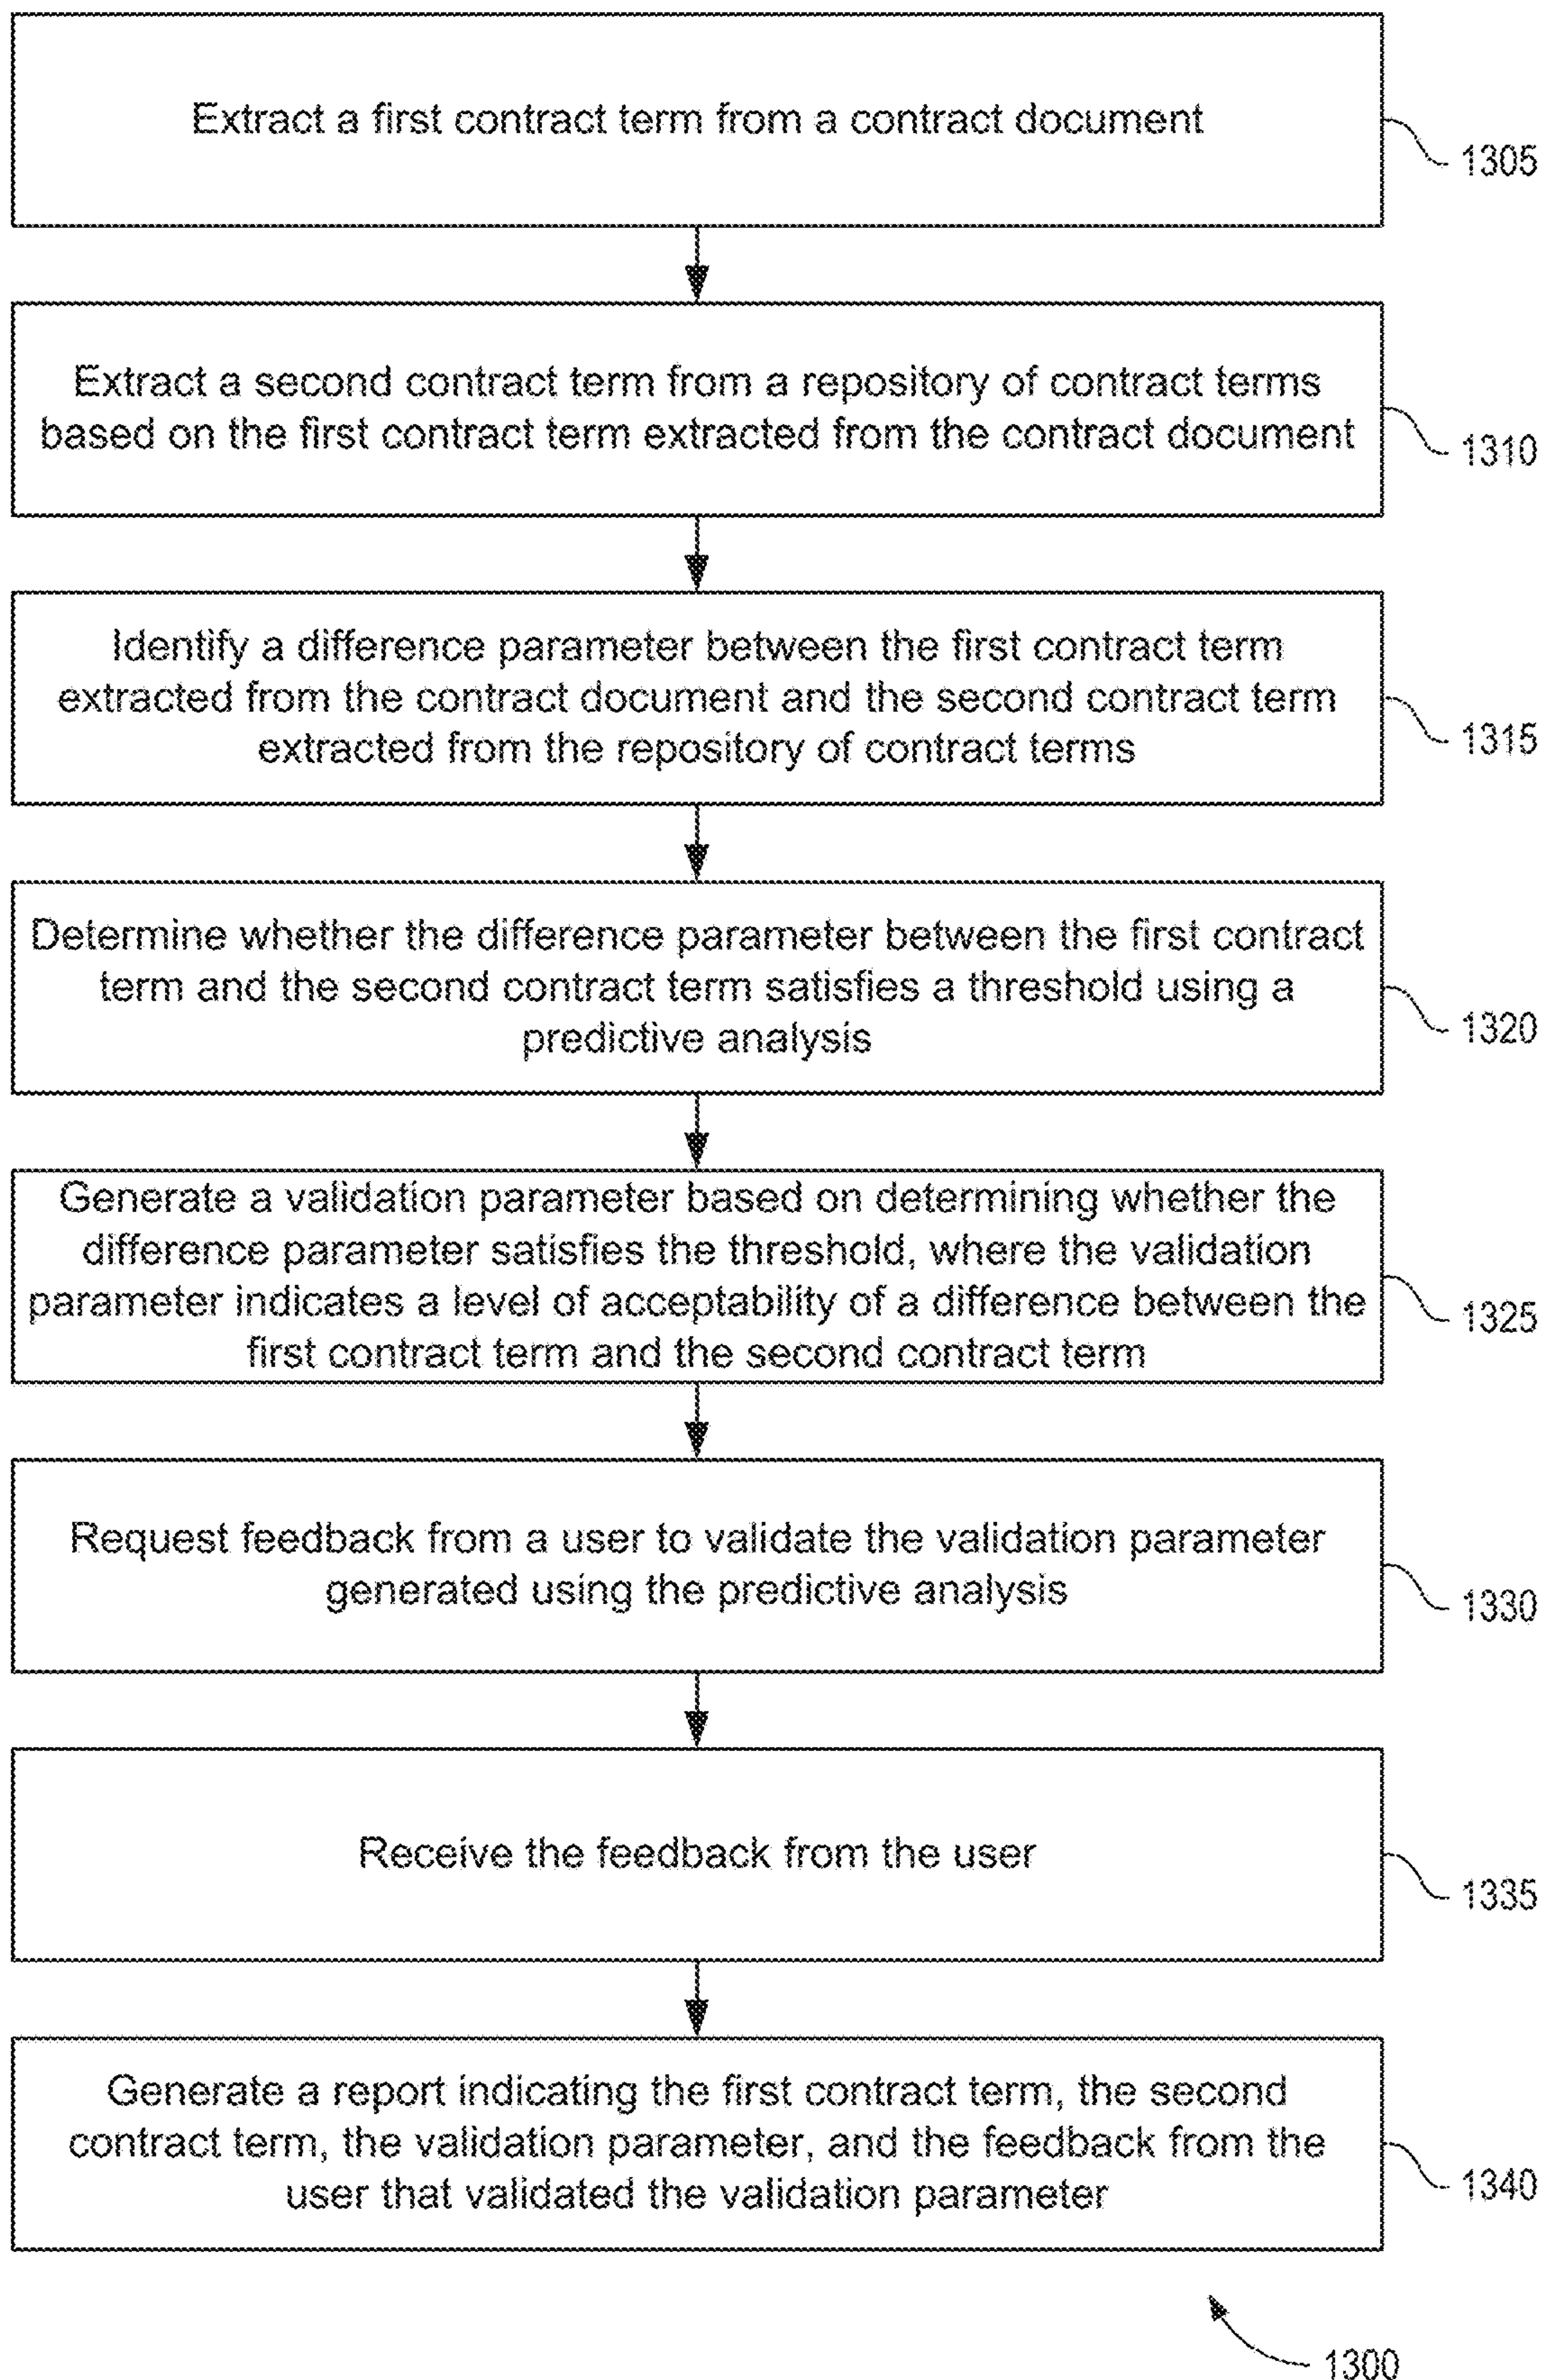 Extract a first contract term from a contract document
1305
Extract a second contract term from a repository of contract terms
based on the first contract term extracted from the contract document
1310
Identify a difference parameter between the first contract term
extracted from the contract document and the second contract term
extracted from the repository of contract terms
1315
Determine whether the difference parameter between the first contract
term and the second contract term satisfies a threshold using a
predictive analysis
1320
Generate a validation parameter based on determining whether the
difference parameter satisfies the threshold, where the validation
parameter indicates a level of acceptability of a difference between the
first contract term and the second contract term
1325
Request feedback from a user to validate the validation parameter
generated using the predictive analysis
1330
Receive the feedback from the user
1335
Generate a report indicating the first contract term, the second
contract term, the validation parameter, and the feedback from the
user that validated the validation parameter
1340
1300